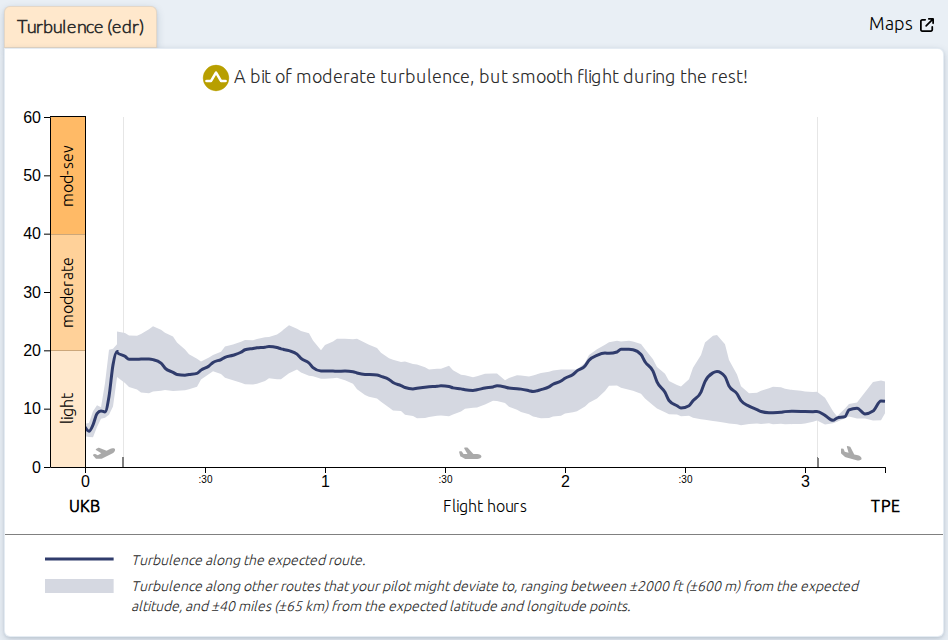 Turbulence (edr)
Maps
A bit of moderate turbulence, but smooth flight during the rest!
60
50
40
30
20
10
0
mod-sev
moderate
light
0
:30
1
:30
2
:30
3
UKB
Flight hours
TPE
Turbulence along the expected route.
Turbulence along other routes that your pilot might deviate to, ranging between ±2000 ft (±600 m) from the expected
altitude, and ±40 miles (±65 km) from the expected latitude and longitude points.